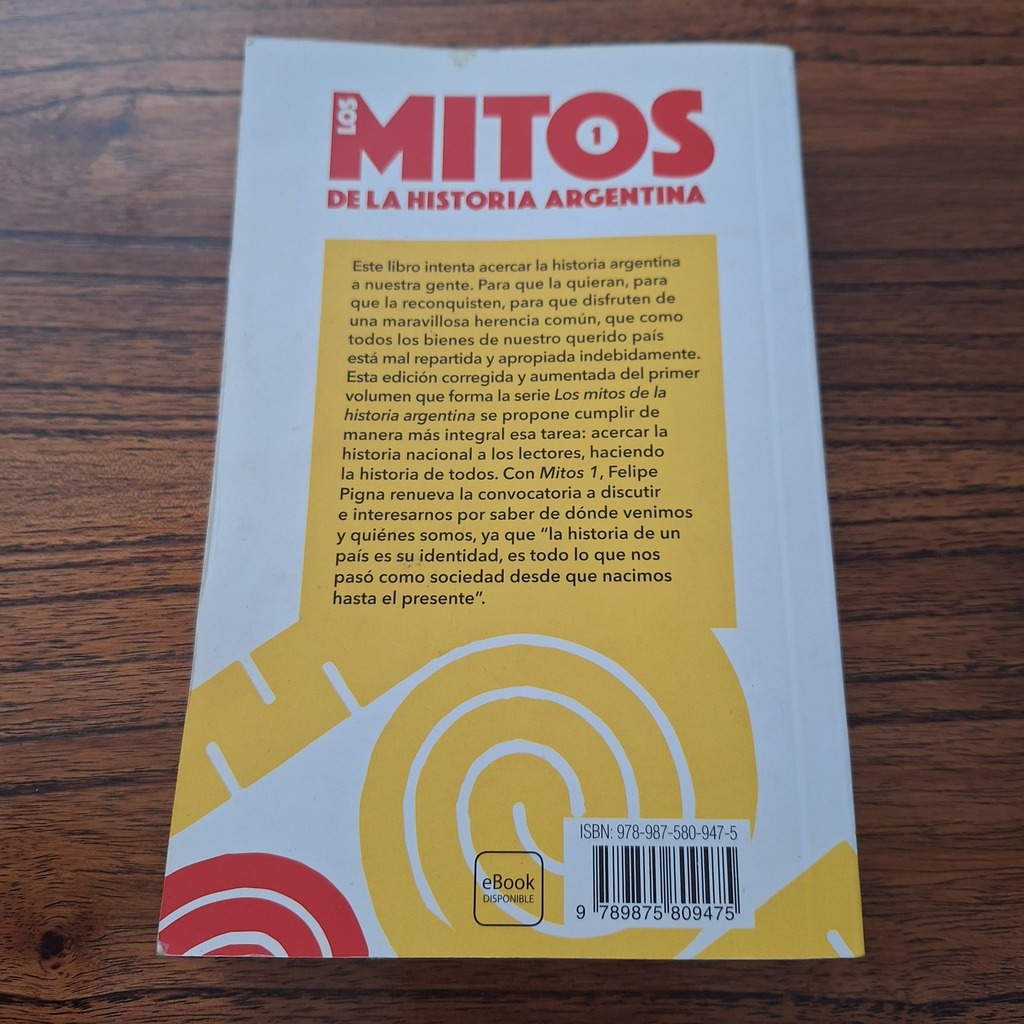 LOS
MITOS
1
DE LA HISTORIA ARGENTINA
Este libro intenta acercar la historia argentina
a nuestra gente. Para que la quieran, para
que la reconquisten, para que disfruten de
una maravillosa herencia común, que como
todos los bienes de nuestro querido país
está mal repartida y apropiada indebidamente.
Esta edición corregida y aumentada del primer
volumen que forma la serie Los mitos de la
historia argentina se propone cumplir de
manera más integral esa tarea: acercar la
historia nacional a los lectores, haciendo
la historia de todos. Con Mitos 1, Felipe
Pigna renueva la convocatoria a discutir
e interesarnos por saber de dónde venimos
y quiénes somos, ya que “la historia de un
país es su identidad, es todo lo que nos
pasó como sociedad desde que nacimos
hasta el presente”.
ISBN: 978-987-580-947-5
eBook
DISPONIBLE
9 789875 809475